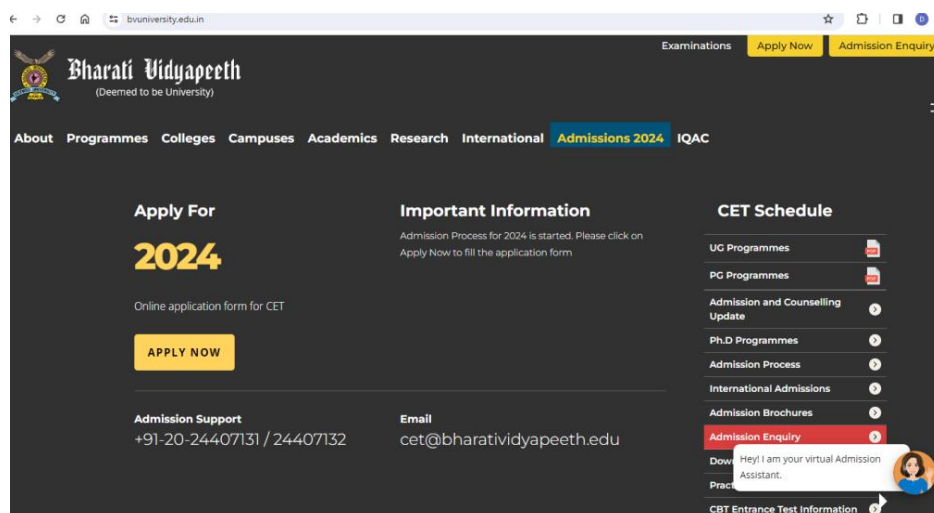 bvuniversity.edu.in
Examinations
Apply Now
Admission Enquiry
Bharati Vidyapeeth
(Deemed to be University)
About Programmes Colleges Campuses Academics Research International Admissions 2024 IQAC
Apply For
2024
Online application form for CET
APPLY NOW
Important Information
Admission Process for 2024 is started. Please click on
Apply Now to fill the application form
Admission Support
+91-20-24407131 / 24407132
Email
cet@bharatividyapeeth.edu
CET Schedule
UG Programmes
PG Programmes
Admission and Counselling
Update
Ph.D Programmes
Admission Process
International Admissions
Admission Brochures
Admission Enquiry
Hey! I am your virtual Admission
Assistant.
CBT Entrance Test Information